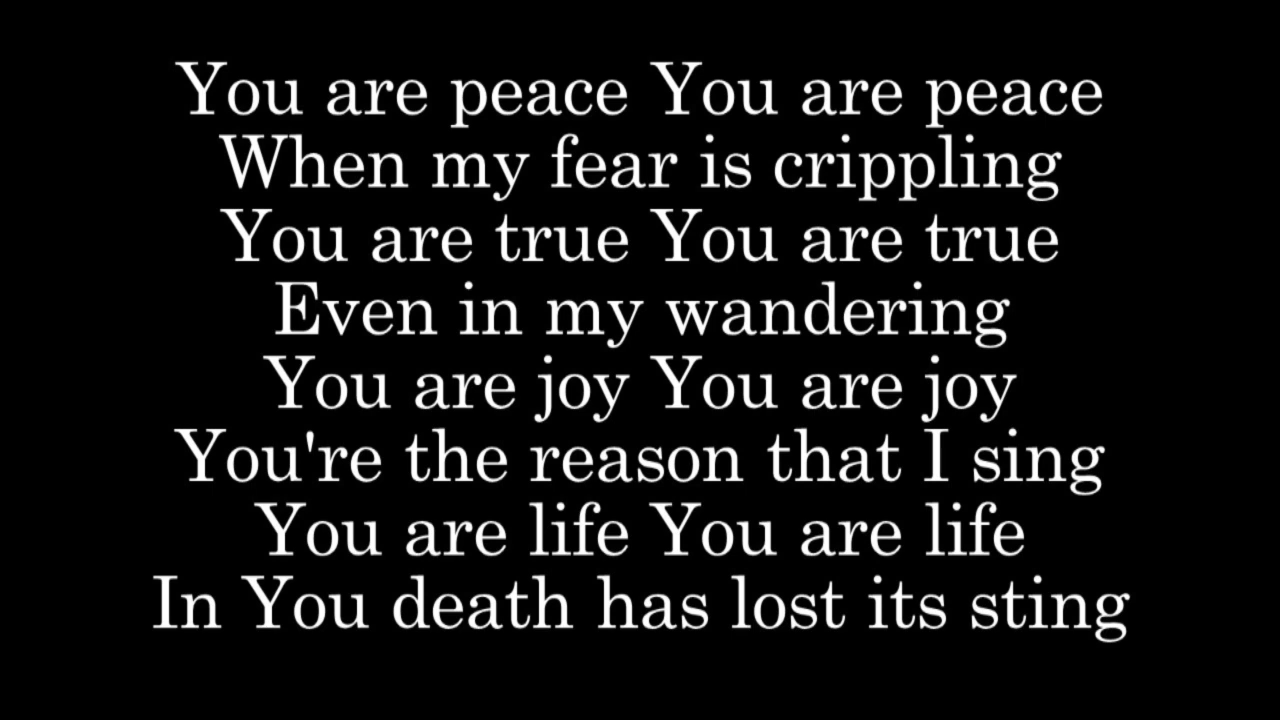 You are peace You are peace
When my fear is crippling
You are true You are true
Even in my wandering
You are joy You are joy
You're the reason that I sing
You are life You are life
In You death has lost its sting